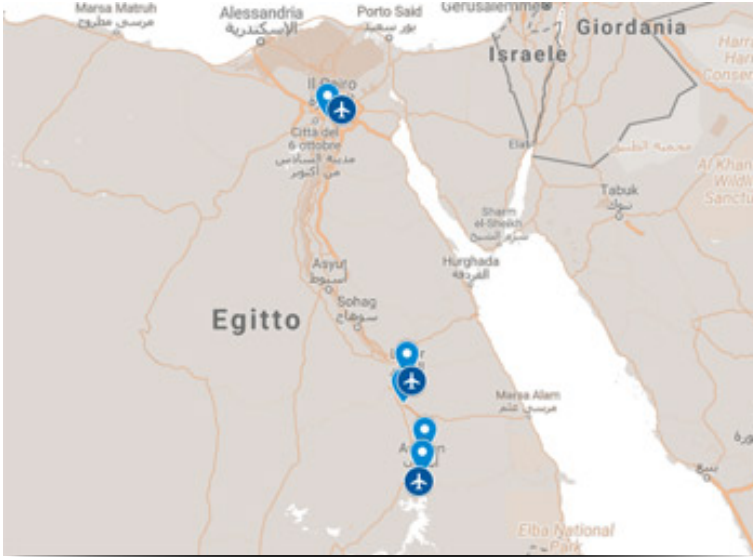 Marsa Matruh
مرسى مطروح
Alessandria
الإسكندرية
Porto Said
بور سعيد
Gerusalemme
Israele
Giordania
Il Cairo
Città del
6 ottobre
مدينة السادس
من أكتوبر
Elat
Tabuk
تبوك
Sharm
el-Sheikh
شرم الشيخ
Hurghada
الغردقة
Asyut
أسيوط
Sohag
سوهاج
Egitto
Marsa Alam
مرسى علم
ينبع
Elba National
Park